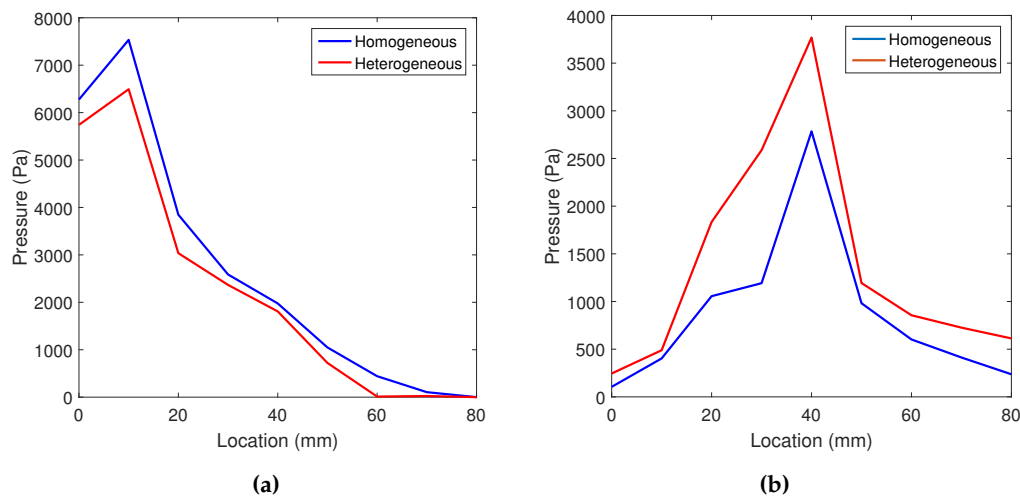 8000
7000
6000
5000
4000
3000
2000
1000
0
Pressure (Pa)
Homogeneous
Heterogeneous
0 20 40 60 80
Location (mm)
(a)
4000
3500
3000
2500
2000
1500
1000
500
0
Pressure (Pa)
Homogeneous
Heterogeneous
0 20 40 60 80
Location (mm)
(b)